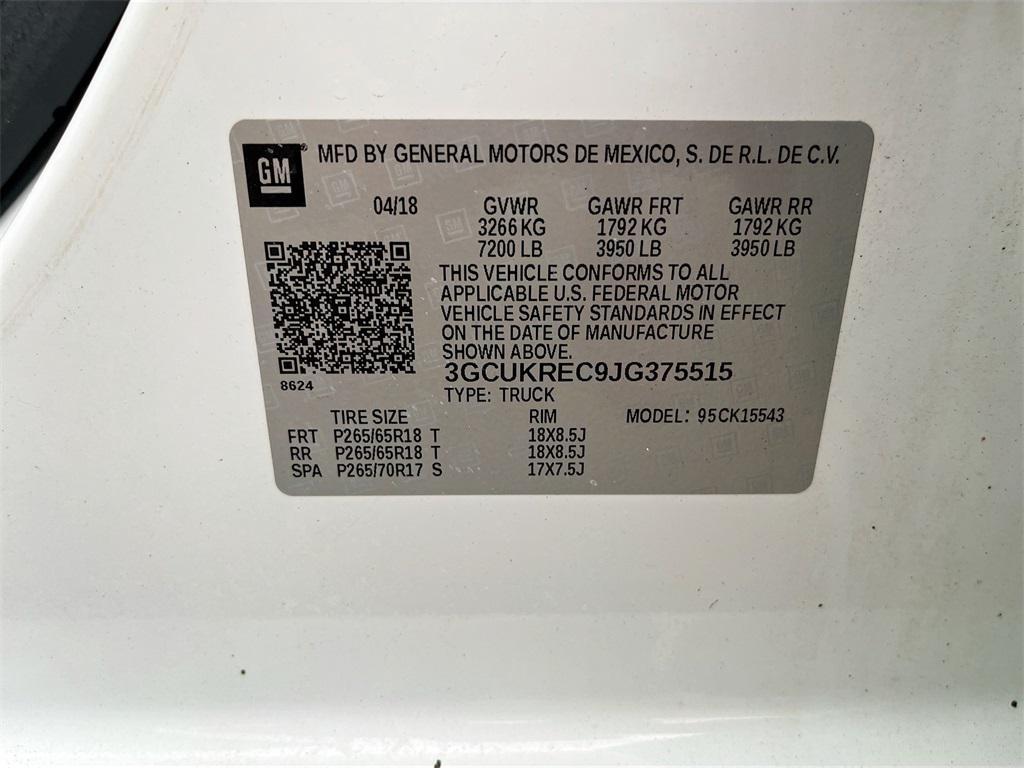 GM® MFD BY GENERAL MOTORS DE MEXICO, S. DE R.L. DE C.V.
04/18 GVWR GAWR FRT GAWR RR
3266 KG 1792 KG 1792 KG
7200 LB 3950 LB 3950 LB
THIS VEHICLE CONFORMS TO ALL
APPLICABLE U.S. FEDERAL MOTOR
VEHICLE SAFETY STANDARDS IN EFFECT
ON THE DATE OF MANUFACTURE
SHOWN ABOVE.
8624
3GCUKREC9JG375515
TYPE: TRUCK
TIRE SIZE RIM MODEL: 95CK15543
FRT P265/65R18 T 18X8.5J
RR P265/65R18 T 18X8.5J
SPA P265/70R17 S 17X7.5J